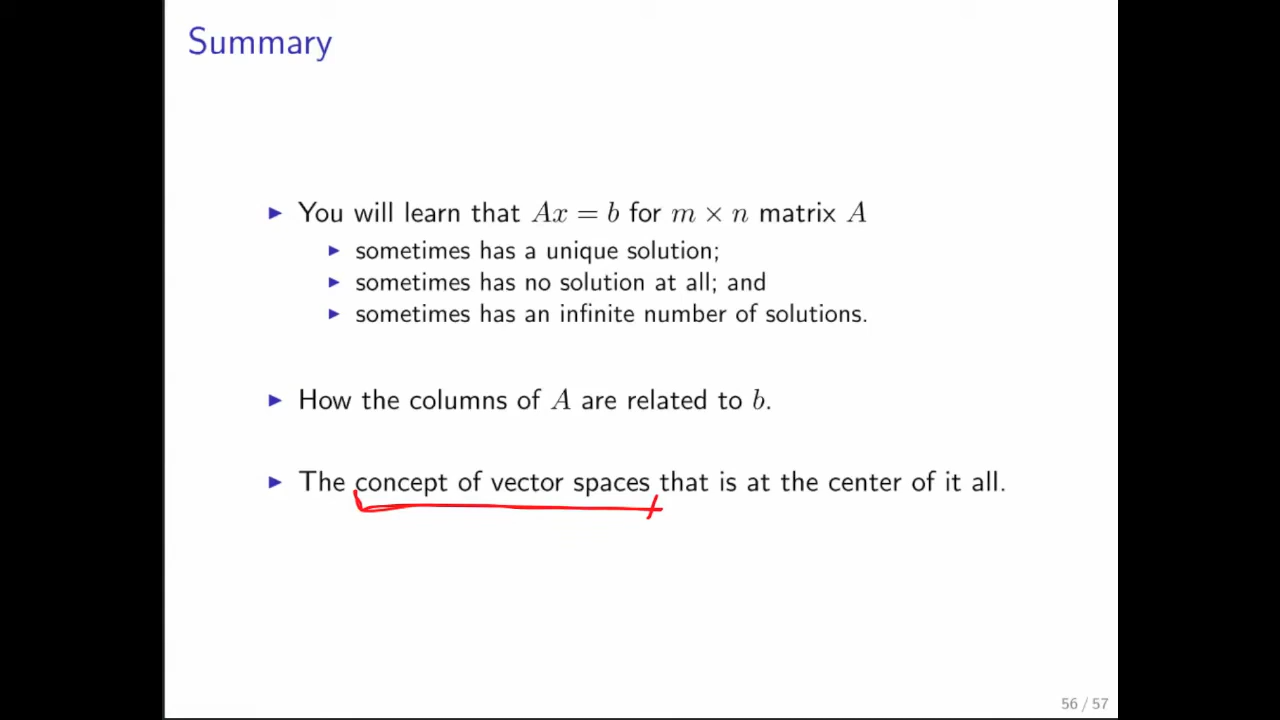 Summary
▶ You will learn that Ax = b for m × n matrix A
▶ sometimes has a unique solution;
▶ sometimes has no solution at all; and
▶ sometimes has an infinite number of solutions.
▶ How the columns of A are related to b.
▶ The concept of vector spaces that is at the center of it all.
56 / 57